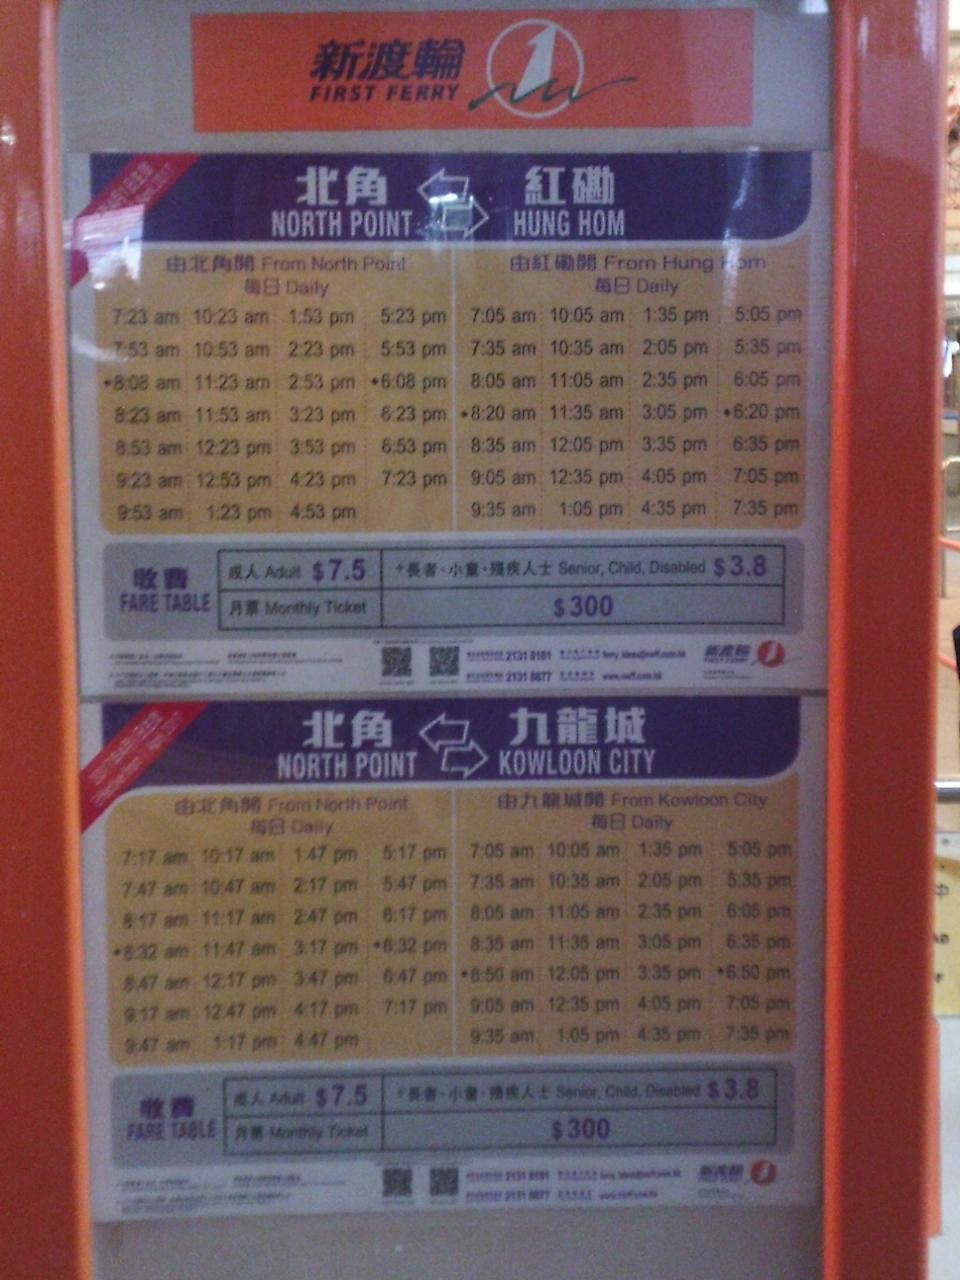 新渡輪
FIRST FERRY
北角 紅磡
NORTH POINT HUNG HOM
由北角開 From North Point 由紅磡開 From Hung Hom
每日 Daily 每日 Daily
7:23 am 10:23 am 1:53 pm 5:23 pm 7:05 am 10:05 am 1:35 pm 5:05 pm
7:53 am 10:53 am 2:23 pm 5:53 pm 7:35 am 10:35 am 2:05 pm 5:35 pm
•8:08 am 11:23 am 2:53 pm •6:08 pm 8:05 am 11:05 am 2:35 pm 6:05 pm
8:23 am 11:53 am 3:23 pm 6:23 pm •8:20 am 11:35 am 3:05 pm •6:20 pm
8:53 am 12:23 pm 3:53 pm 6:53 pm 8:35 am 12:05 pm 3:35 pm 6:35 pm
9:23 am 12:53 pm 4:23 pm 7:23 pm 9:05 am 12:35 pm 4:05 pm 7:05 pm
9:53 am 1:23 pm 4:53 pm 9:35 am 1:05 pm 4:35 pm 7:35 pm
收費 成人 Adult $7.5 長者、小童、殘疾人士 Senior, Child, Disabled $3.8
FARE TABLE 月票 Monthly Ticket $300
2131 8181
新渡輪
FIRST FERRY
2131 8877 www.nwff.com.hk
北角 九龍城
NORTH POINT KOWLOON CITY
由北角開 From North Point 由九龍城開 From Kowloon City
每日 Daily 每日 Daily
7:17 am 10:17 am 1:47 pm 5:17 pm 7:05 am 10:05 am 1:35 pm 5:05 pm
7:47 am 10:47 am 2:17 pm 5:47 pm 7:35 am 10:35 am 2:05 pm 5:35 pm
8:17 am 11:17 am 2:47 pm 6:17 pm 8:05 am 11:05 am 2:35 pm 6:05 pm
•8:32 am 11:47 am 3:17 pm •6:32 pm 8:35 am 11:35 am 3:05 pm 6:35 pm
8:47 am 12:17 pm 3:47 pm 6:47 pm •8:50 am 12:05 pm 3:35 pm •6:50 pm
9:17 am 12:47 pm 4:17 pm 7:17 pm 9:05 am 12:35 pm 4:05 pm 7:05 pm
9:47 am 1:17 pm 4:47 pm 9:35 am 1:05 pm 4:35 pm 7:35 pm
收費 成人 Adult $7.5 長者、小童、殘疾人士 Senior, Child, Disabled $3.8
FARE TABLE 月票 Monthly Ticket $300
2131 8181
新渡輪
2131 8877